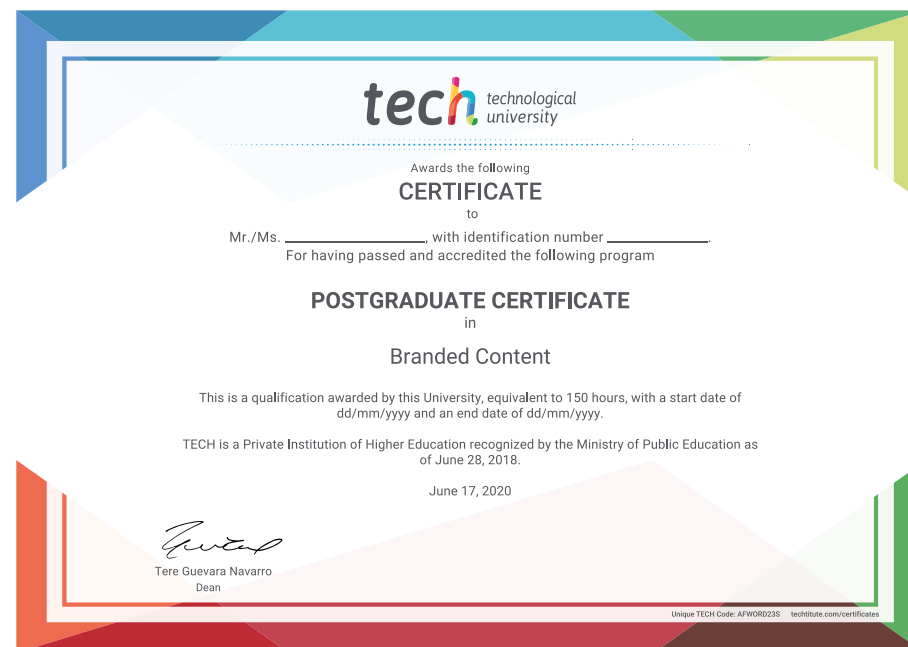 tech technological
university
Awards the following
CERTIFICATE
to
Mr./Ms. ____________________, with identification number ______________.
For having passed and accredited the following program
POSTGRADUATE CERTIFICATE
in
Branded Content
This is a qualification awarded by this University, equivalent to 150 hours, with a start date of
dd/mm/yyyy and an end date of dd/mm/yyyy.
TECH is a Private Institution of Higher Education recognized by the Ministry of Public Education as
of June 28, 2018.
June 17, 2020
Tere Guevara Navarro
Dean
Unique TECH Code: AFWORD23S techtitute.com/certificates